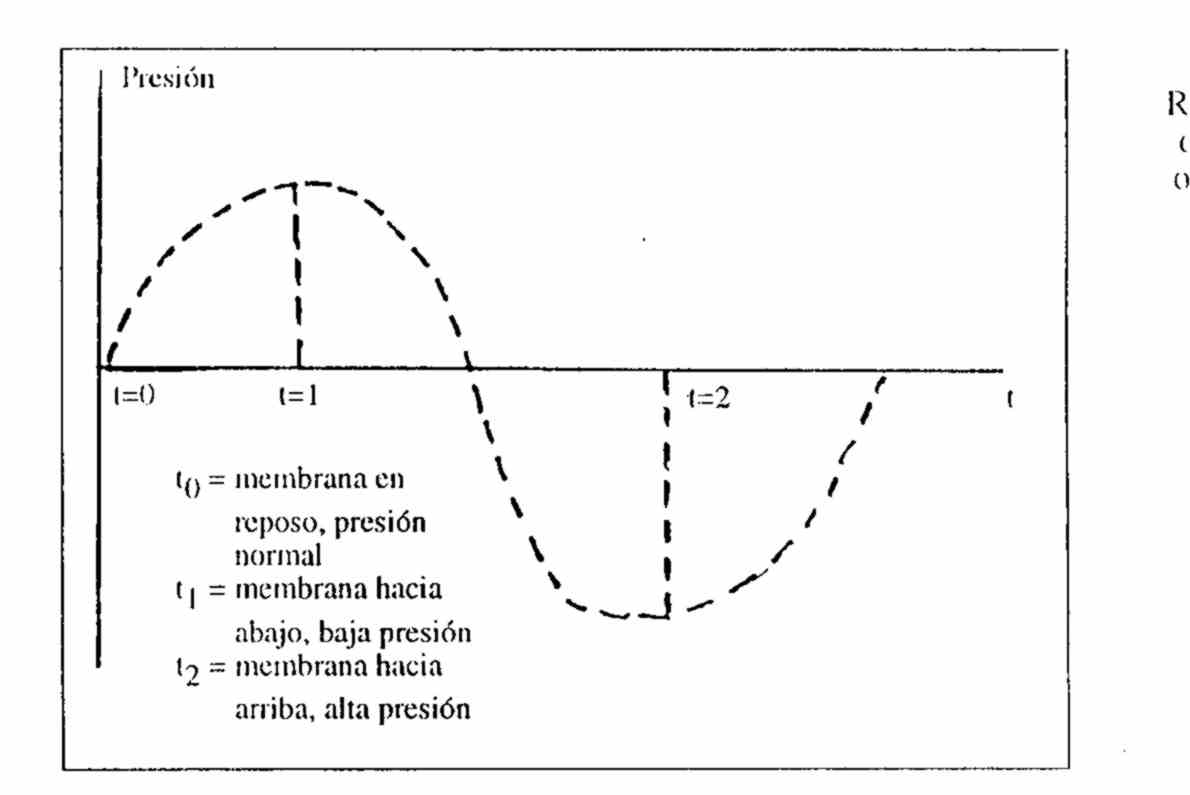 Presión
R
o
t=0
t=1
t=2
t
t0 = membrana en
reposo, presión
normal
t1 = membrana hacia
abajo, baja presión
t2 = membrana hacia
arriba, alta presión